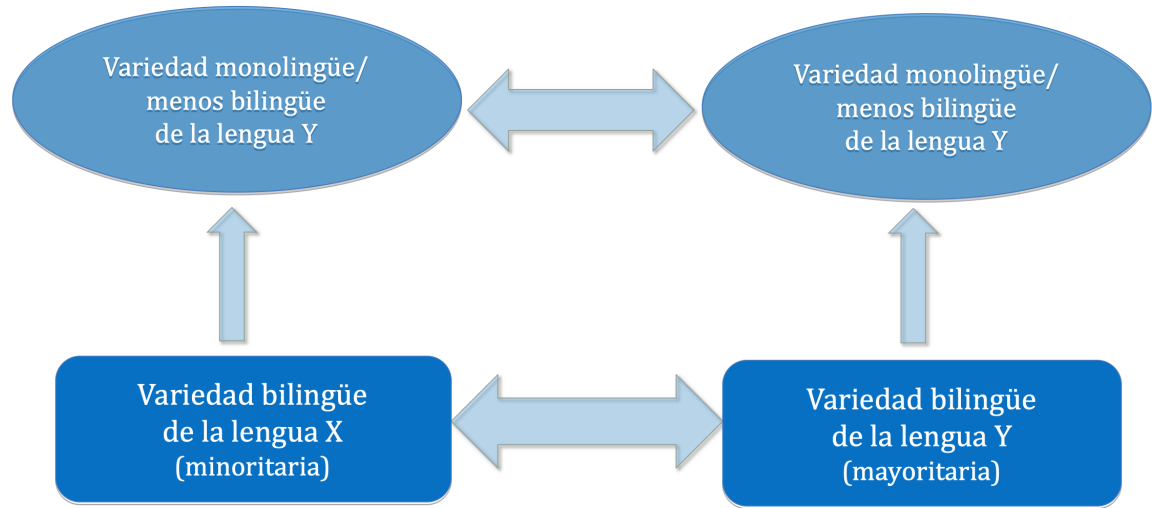 Variedad monolingüe/
menos bilingüe
de la lengua Y
Variedad monolingüe/
menos bilingüe
de la lengua Y
Variedad bilingüe
de la lengua X
(minoritaria)
Variedad bilingüe
de la lengua Y
(mayoritaria)